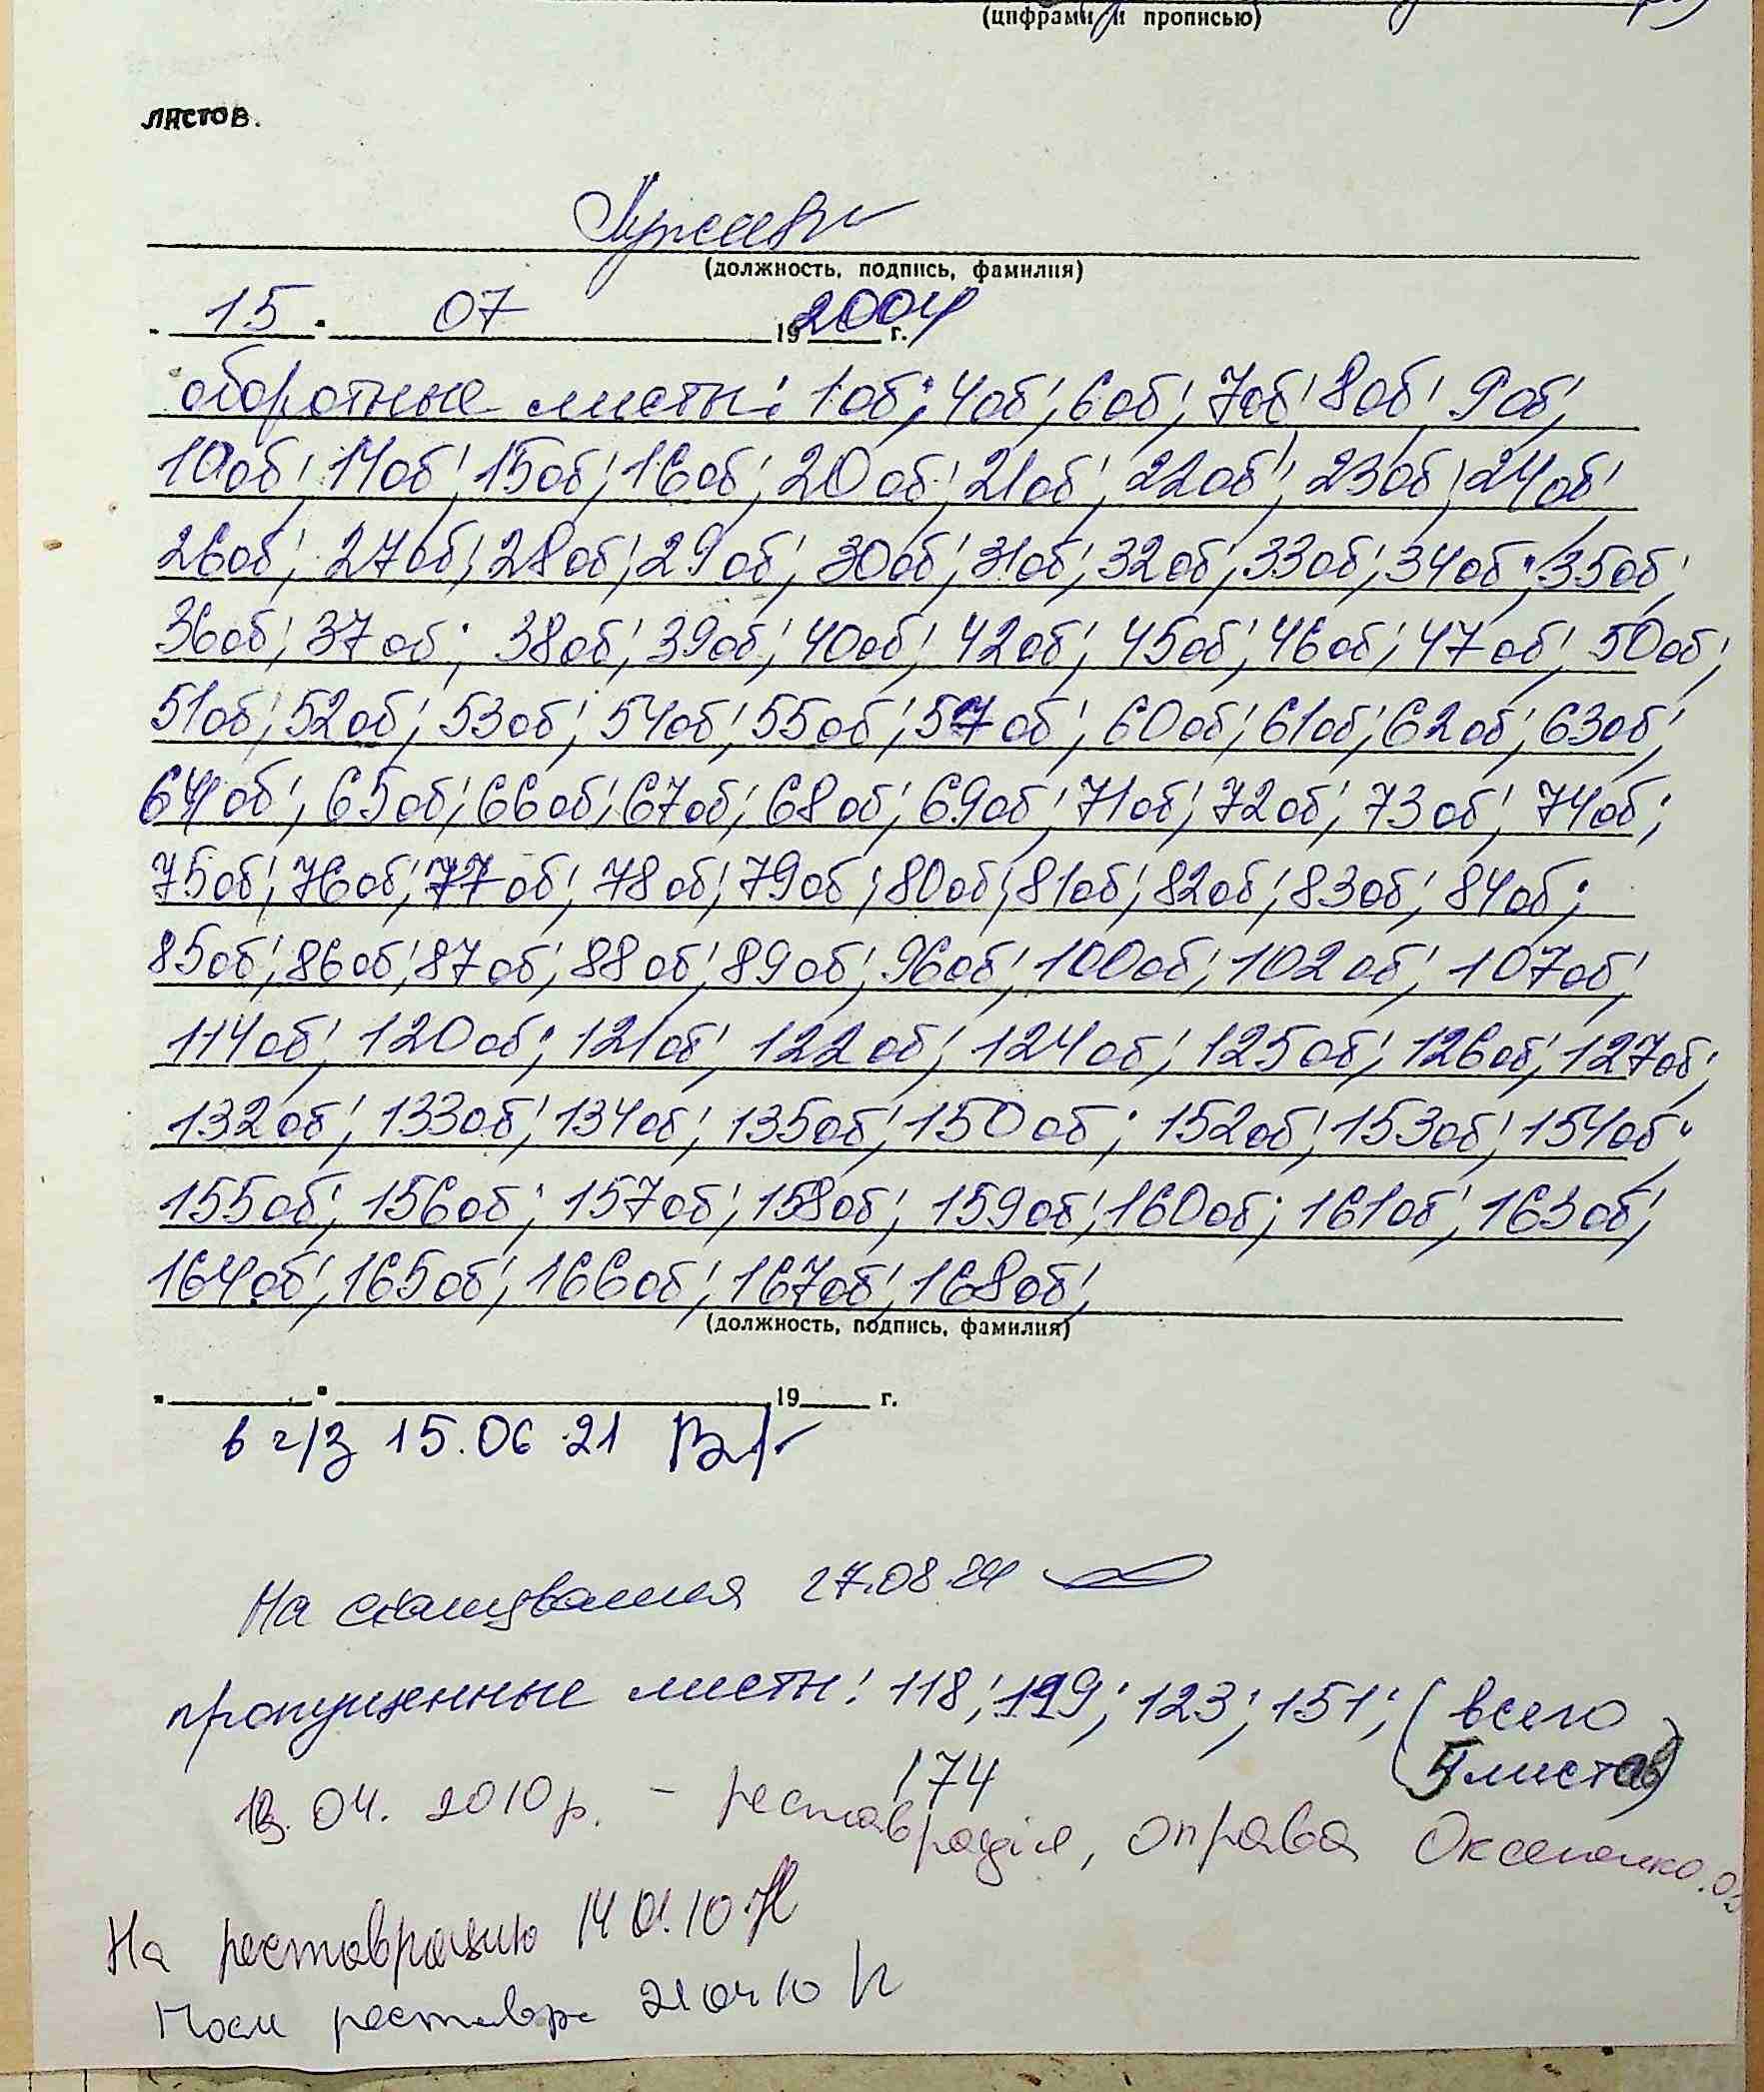 (цифрами и прописью)
листов.
(должность, подпись, фамилия)
15. 07 19 2004 г.
оборотные листы: 1об; 4об; 6об; 7об; 8об; 9об;
10об; 14об; 15об; 16об; 20об; 21об; 22об; 23об; 24об;
26об; 27об; 28об; 29об; 30об; 31об; 32об; 33об; 34об; 35об;
36об; 37об; 38об; 39об; 40об; 42об; 45об; 46об; 47об; 50об;
51об; 52об; 53об; 54об; 55об; 57об; 60об; 61об; 62об; 63об;
64об; 65об; 66об; 67об; 68об; 69об; 71об; 72об; 73об; 74об;
75об; 76об; 77об; 78об; 79об; 80об; 81об; 82об; 83об; 84об;
85об; 86об; 87об; 88об; 89об; 96об; 100об; 102об; 107об;
114об; 120об; 121об; 122об; 124об; 125об; 126об; 127об;
132об; 133об; 134об; 135об; 150об; 152об; 153об; 154об;
155об; 156об; 157об; 158об; 159об; 160об; 161об; 163об;
164об; 165об; 166об; 167об; 168об;
(должность, подпись, фамилия)
19 г.
в ч/з 15.06.21
На сканування 27.08.24
пропущенные листы: 118; 119; 123; 151; (всего
174 5 листов)
13.04.2010р. - реставрація, оправа
На реставрацию 14.01.10
После реставр 21 04 10